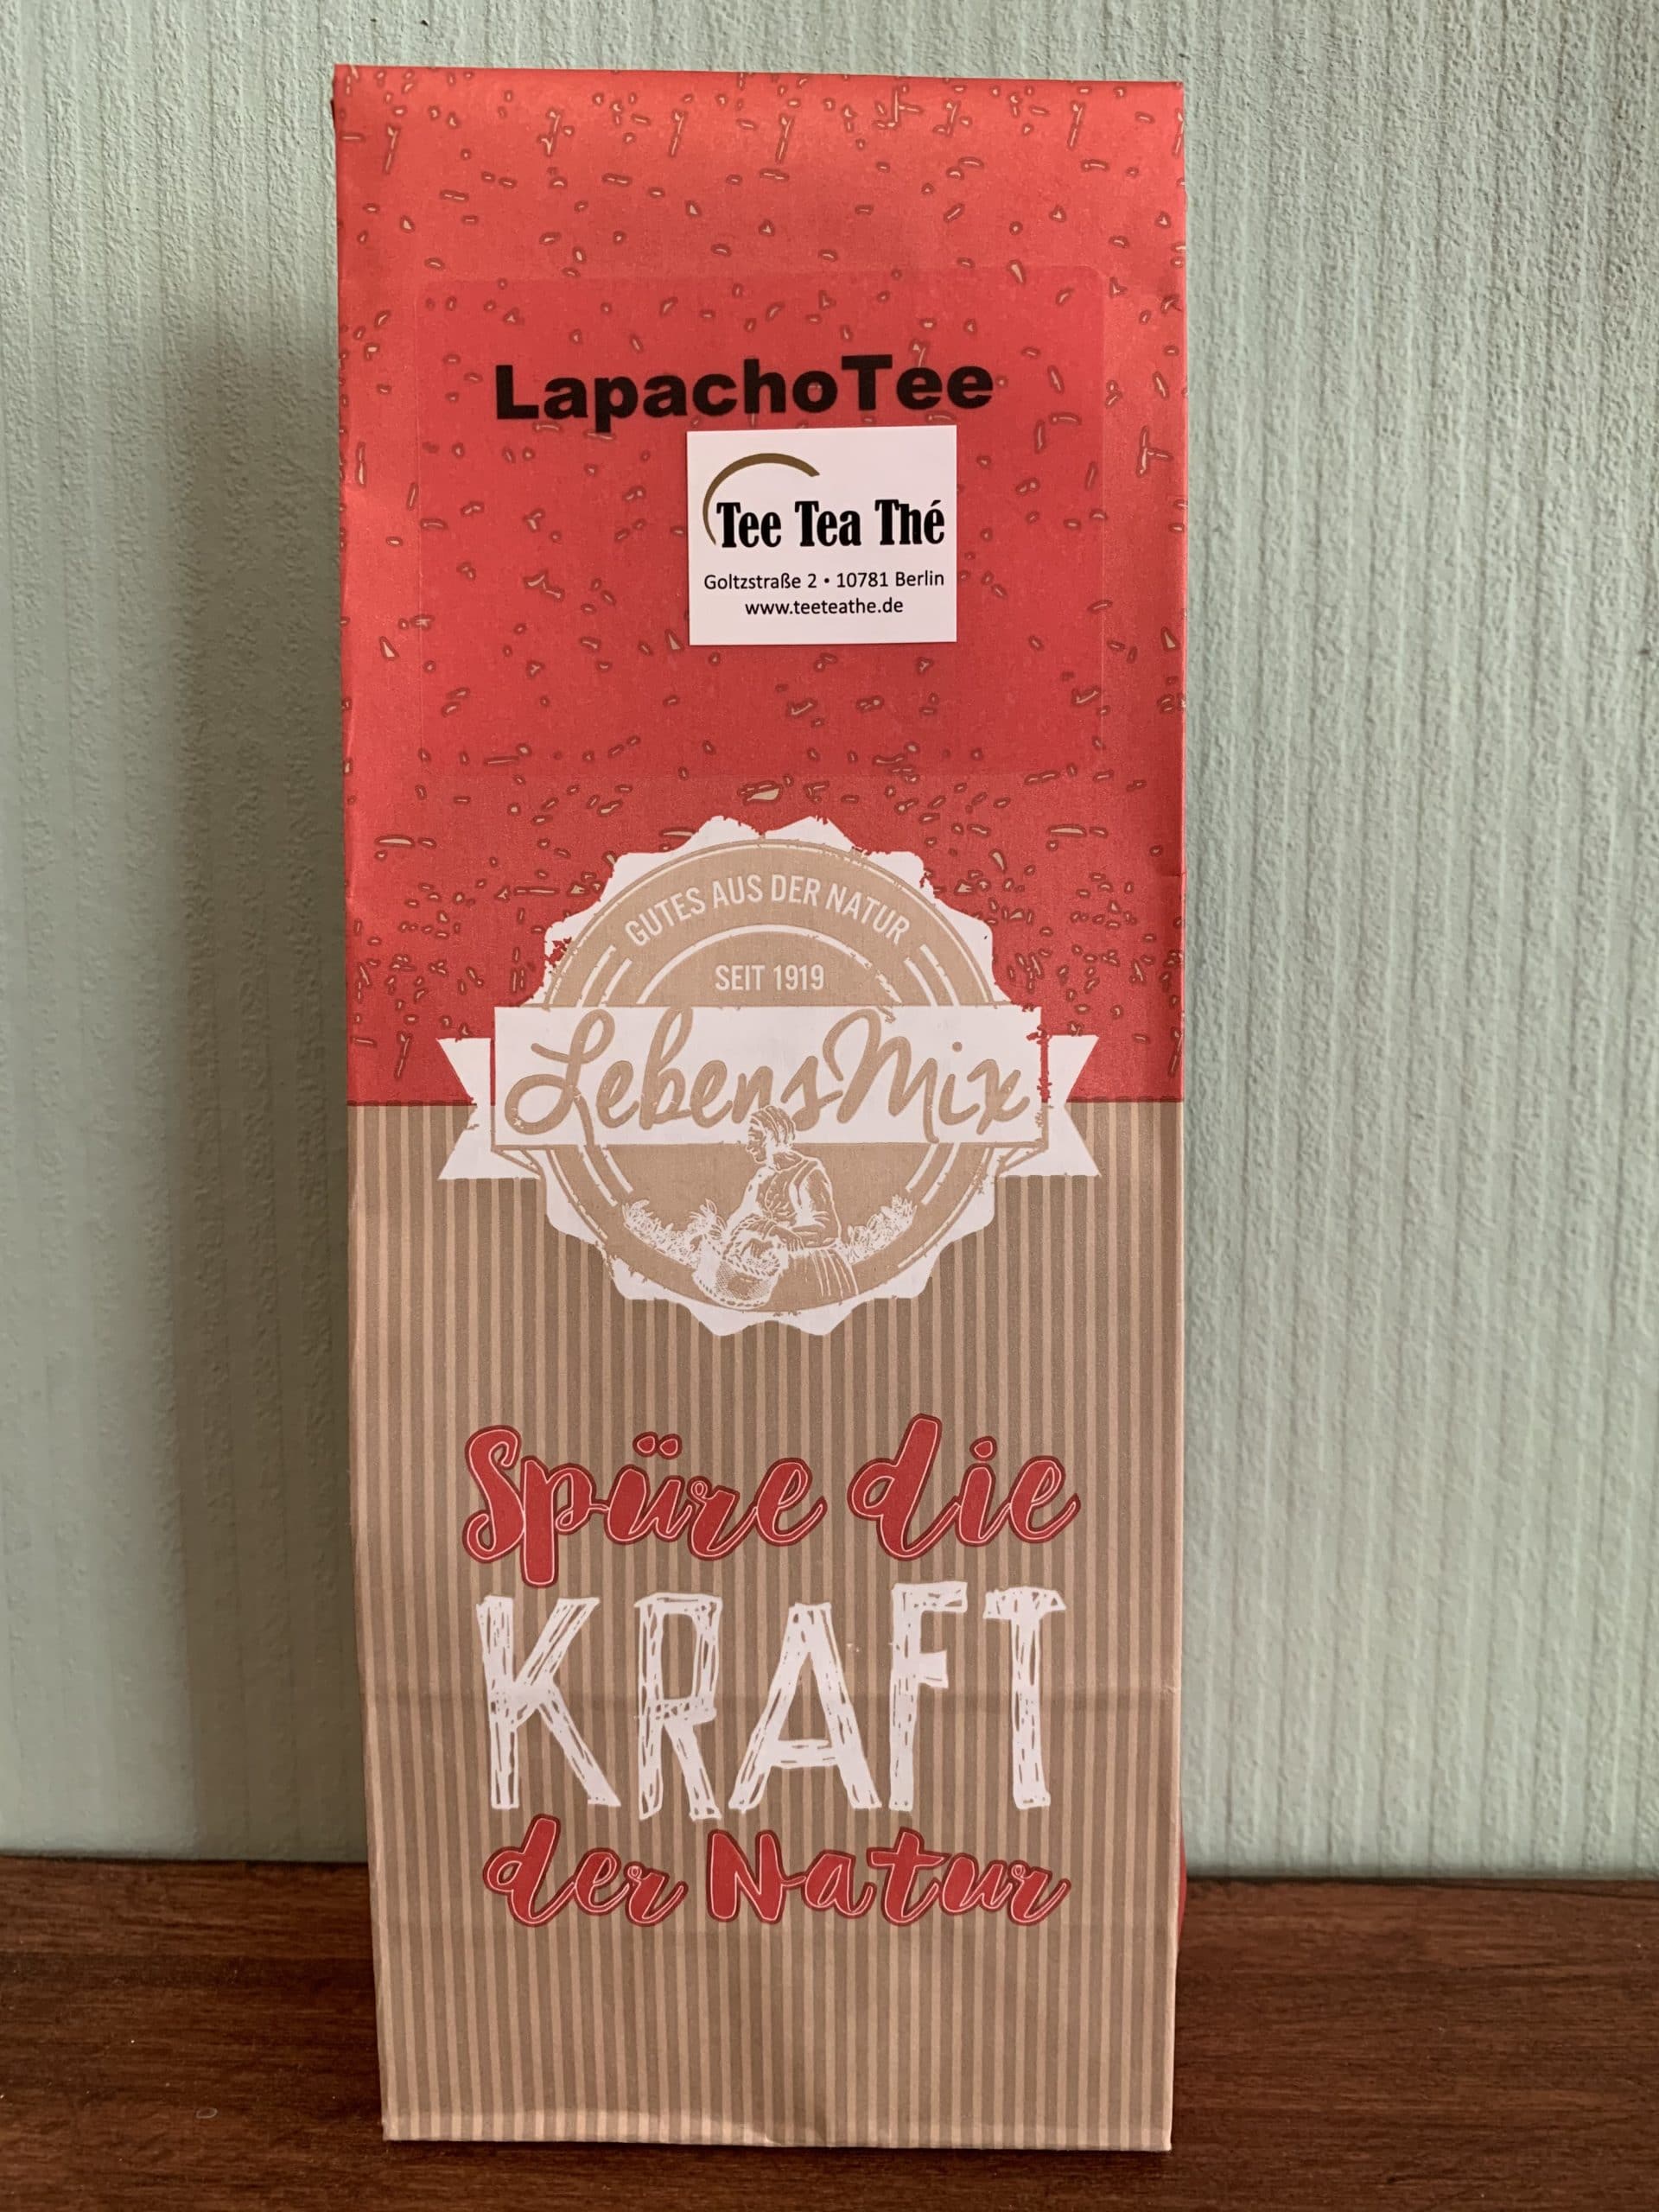 LapachoTee
Tee Tea Thé
Goltzstraße 2 • 10781 Berlin
www.teeteathe.de
GUTES AUS DER NATUR
SEIT 1919
LebensMix
Spüre die
KRAFT
der Natur